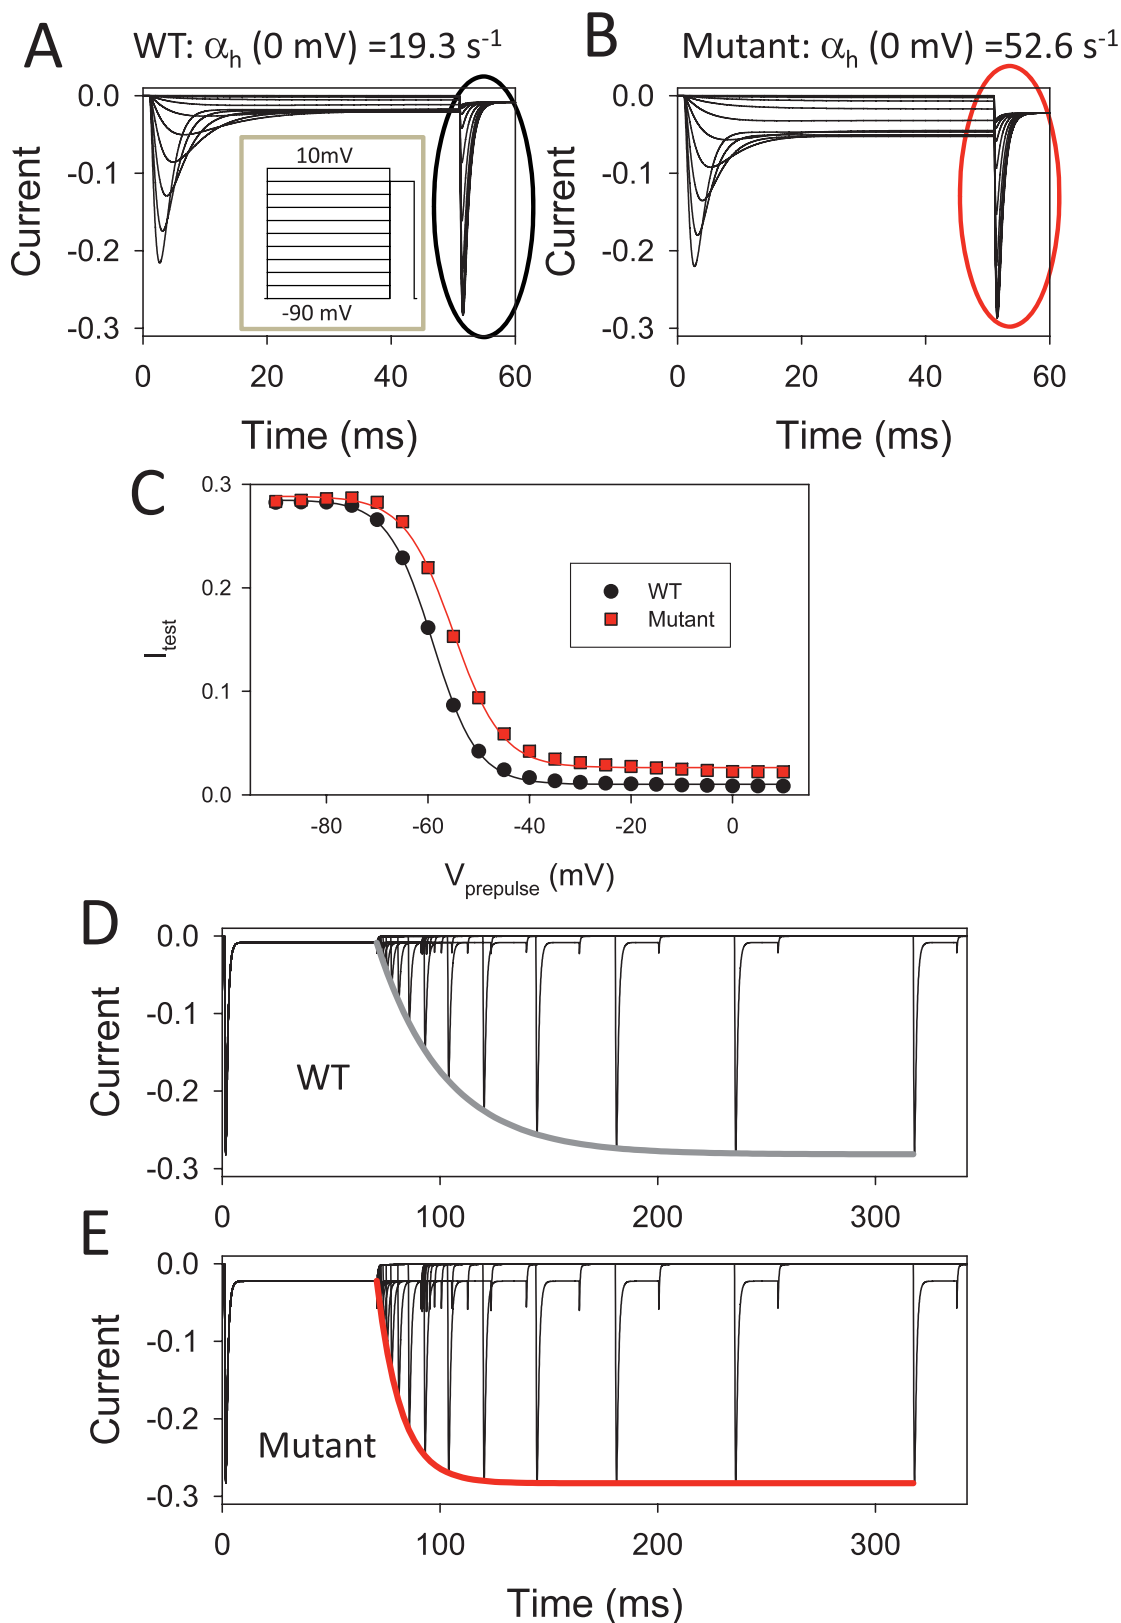 A
WT: αh (0 mV) =19.3 s-1
B
Mutant: αh (0 mV) =52.6 s-1
0.0
-0.1
-0.2
-0.3
Current
10mV
-90 mV
0
20
40
60
Time (ms)
0.0
-0.1
-0.2
-0.3
Current
0
20
40
60
Time (ms)
C
0.3
0.2
0.1
0.0
Itest
WT
Mutant
-80
-60
-40
-20
0
Vprepulse (mV)
D
0.0
-0.1
-0.2
-0.3
Current
WT
0
100
200
300
E
0.0
-0.1
-0.2
-0.3
Current
Mutant
0
100
200
300
Time (ms)